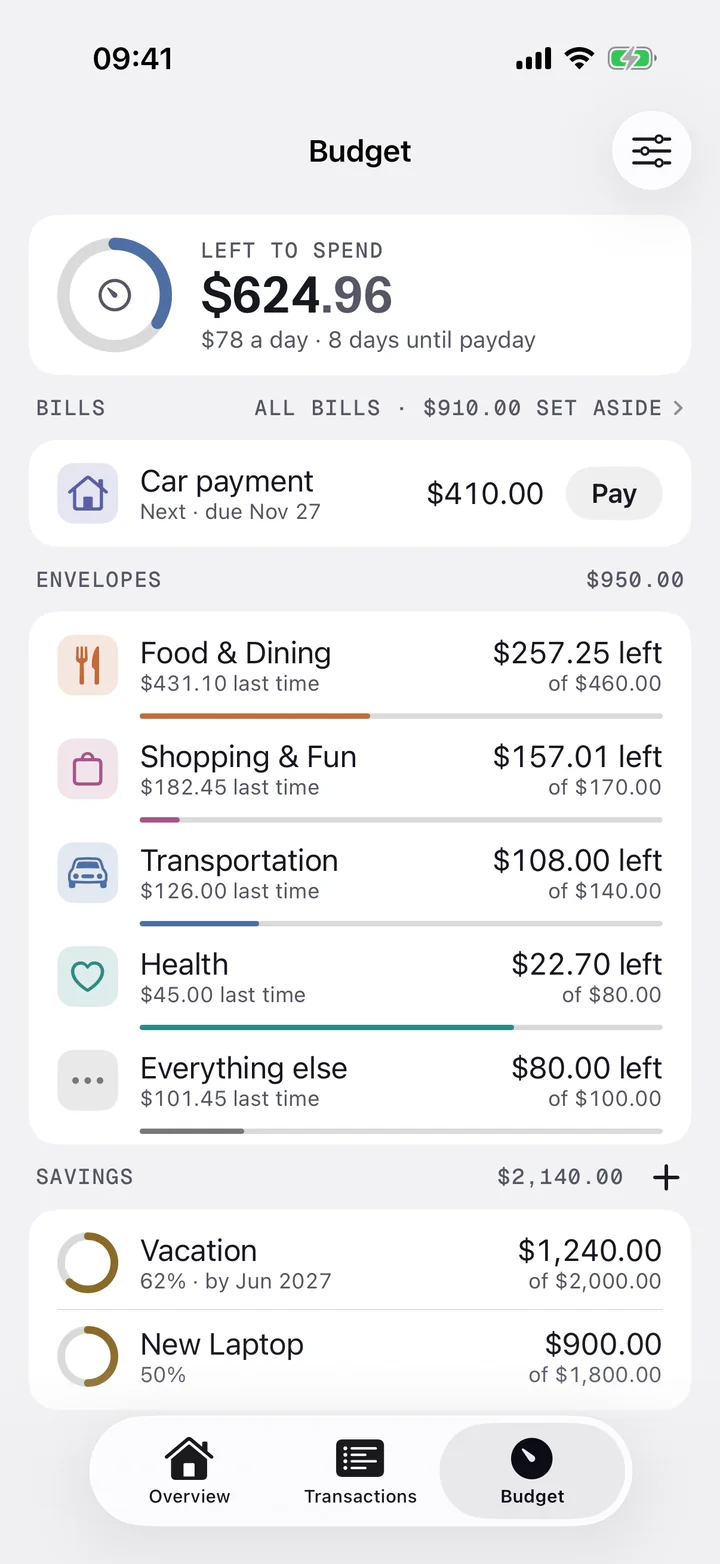 09:41
Budget
LEFT TO SPEND
$624.96
$78 a day · 8 days until payday
BILLS
ALL BILLS · $910.00 SET ASIDE
Car payment
Next · due Nov 27
$410.00
Pay
ENVELOPES
$950.00
Food & Dining
$257.25 left
$431.10 last time
of $460.00
Shopping & Fun
$157.01 left
$182.45 last time
of $170.00
Transportation
$108.00 left
$126.00 last time
of $140.00
Health
$22.70 left
$45.00 last time
of $80.00
Everything else
$80.00 left
$101.45 last time
of $100.00
SAVINGS
$2,140.00
Vacation
$1,240.00
62% · by Jun 2027
of $2,000.00
New Laptop
$900.00
50%
of $1,800.00
Overview
Transactions
Budget